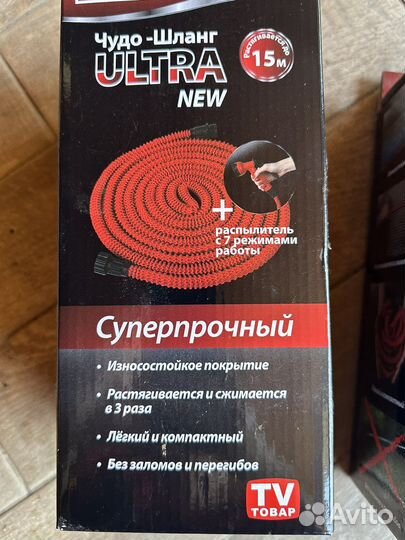 Чудо-Шланг
ULTRA
NEW
Растягивается до
15м
+
распылитель
с 7 режимами
работы
Суперпрочный
• Износостойкое покрытие
• Растягивается и сжимается
в 3 раза
• Лёгкий и компактный
• Без заломов и перегибов
TV
ТОВАР
Avito